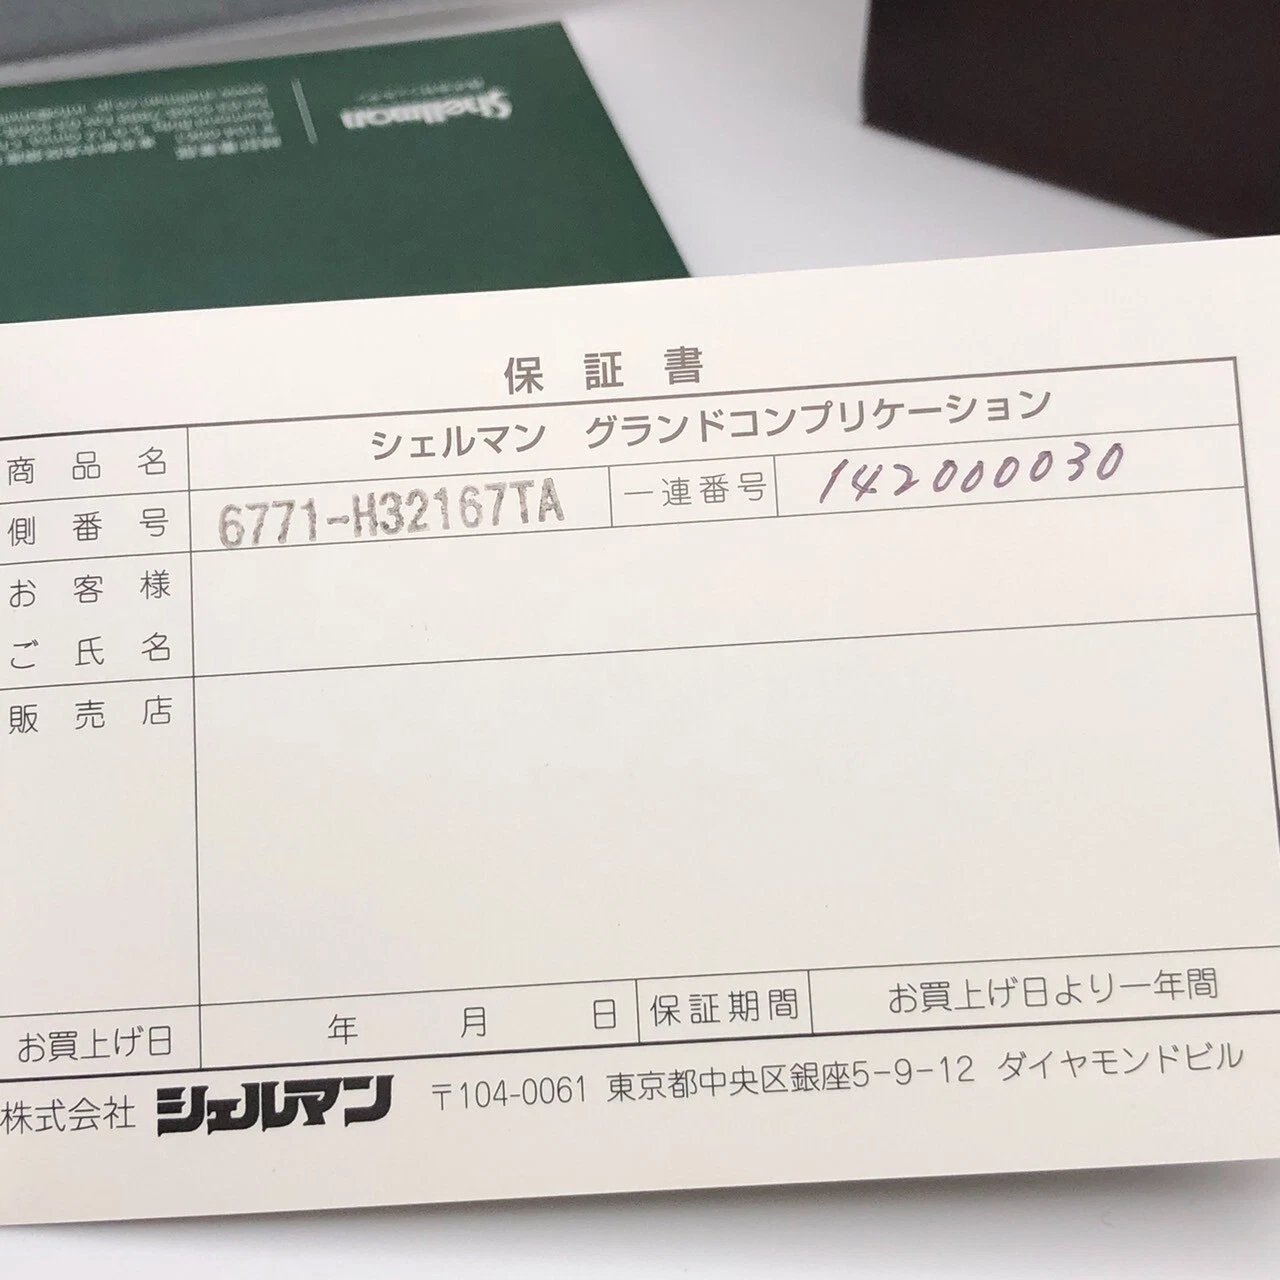 Shellman
保証書
商品名 シェルマン グランドコンプリケーション
側番号 6771-H32167TA 一連番号 142000030
お客様
ご氏名
販売店
お買上げ日 年 月 日 保証期間 お買上げ日より一年間
株式会社 シェルマン 〒104-0061 東京都中央区銀座5-9-12 ダイヤモンドビル